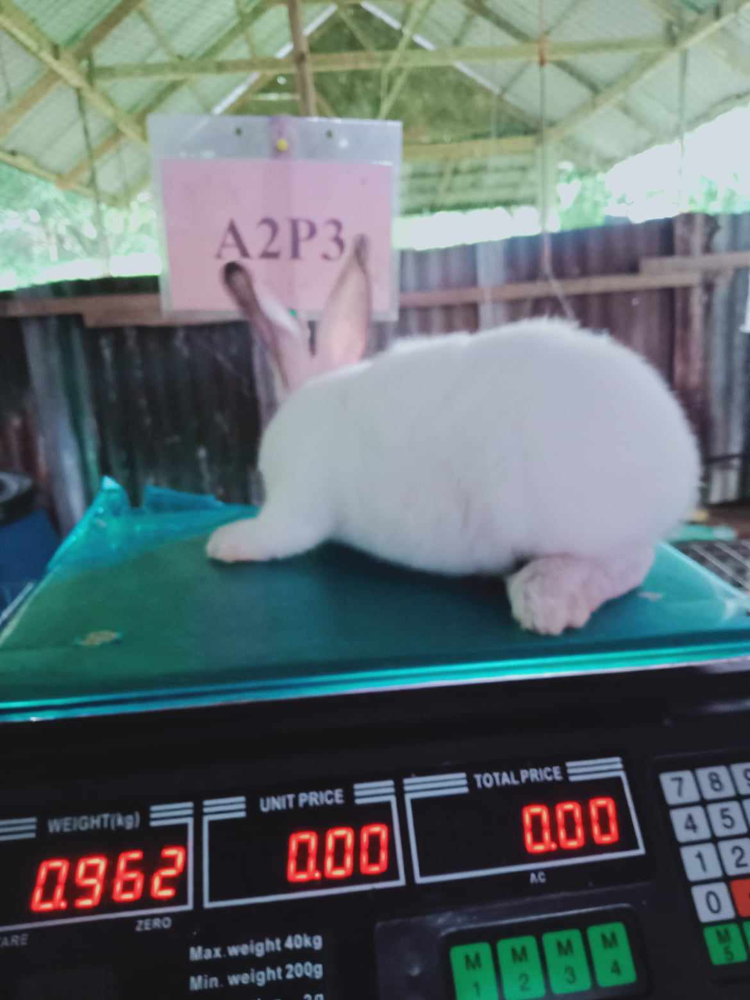 A2P3
WEIGHT(kg) UNIT PRICE TOTAL PRICE
0.962 0.00 0.00
ZERO AC
Max. weight 40kg
Min. weight 200g
2g
7 8
4 5
1 2
0
M 1 M 2 M 3 M 4 M 5